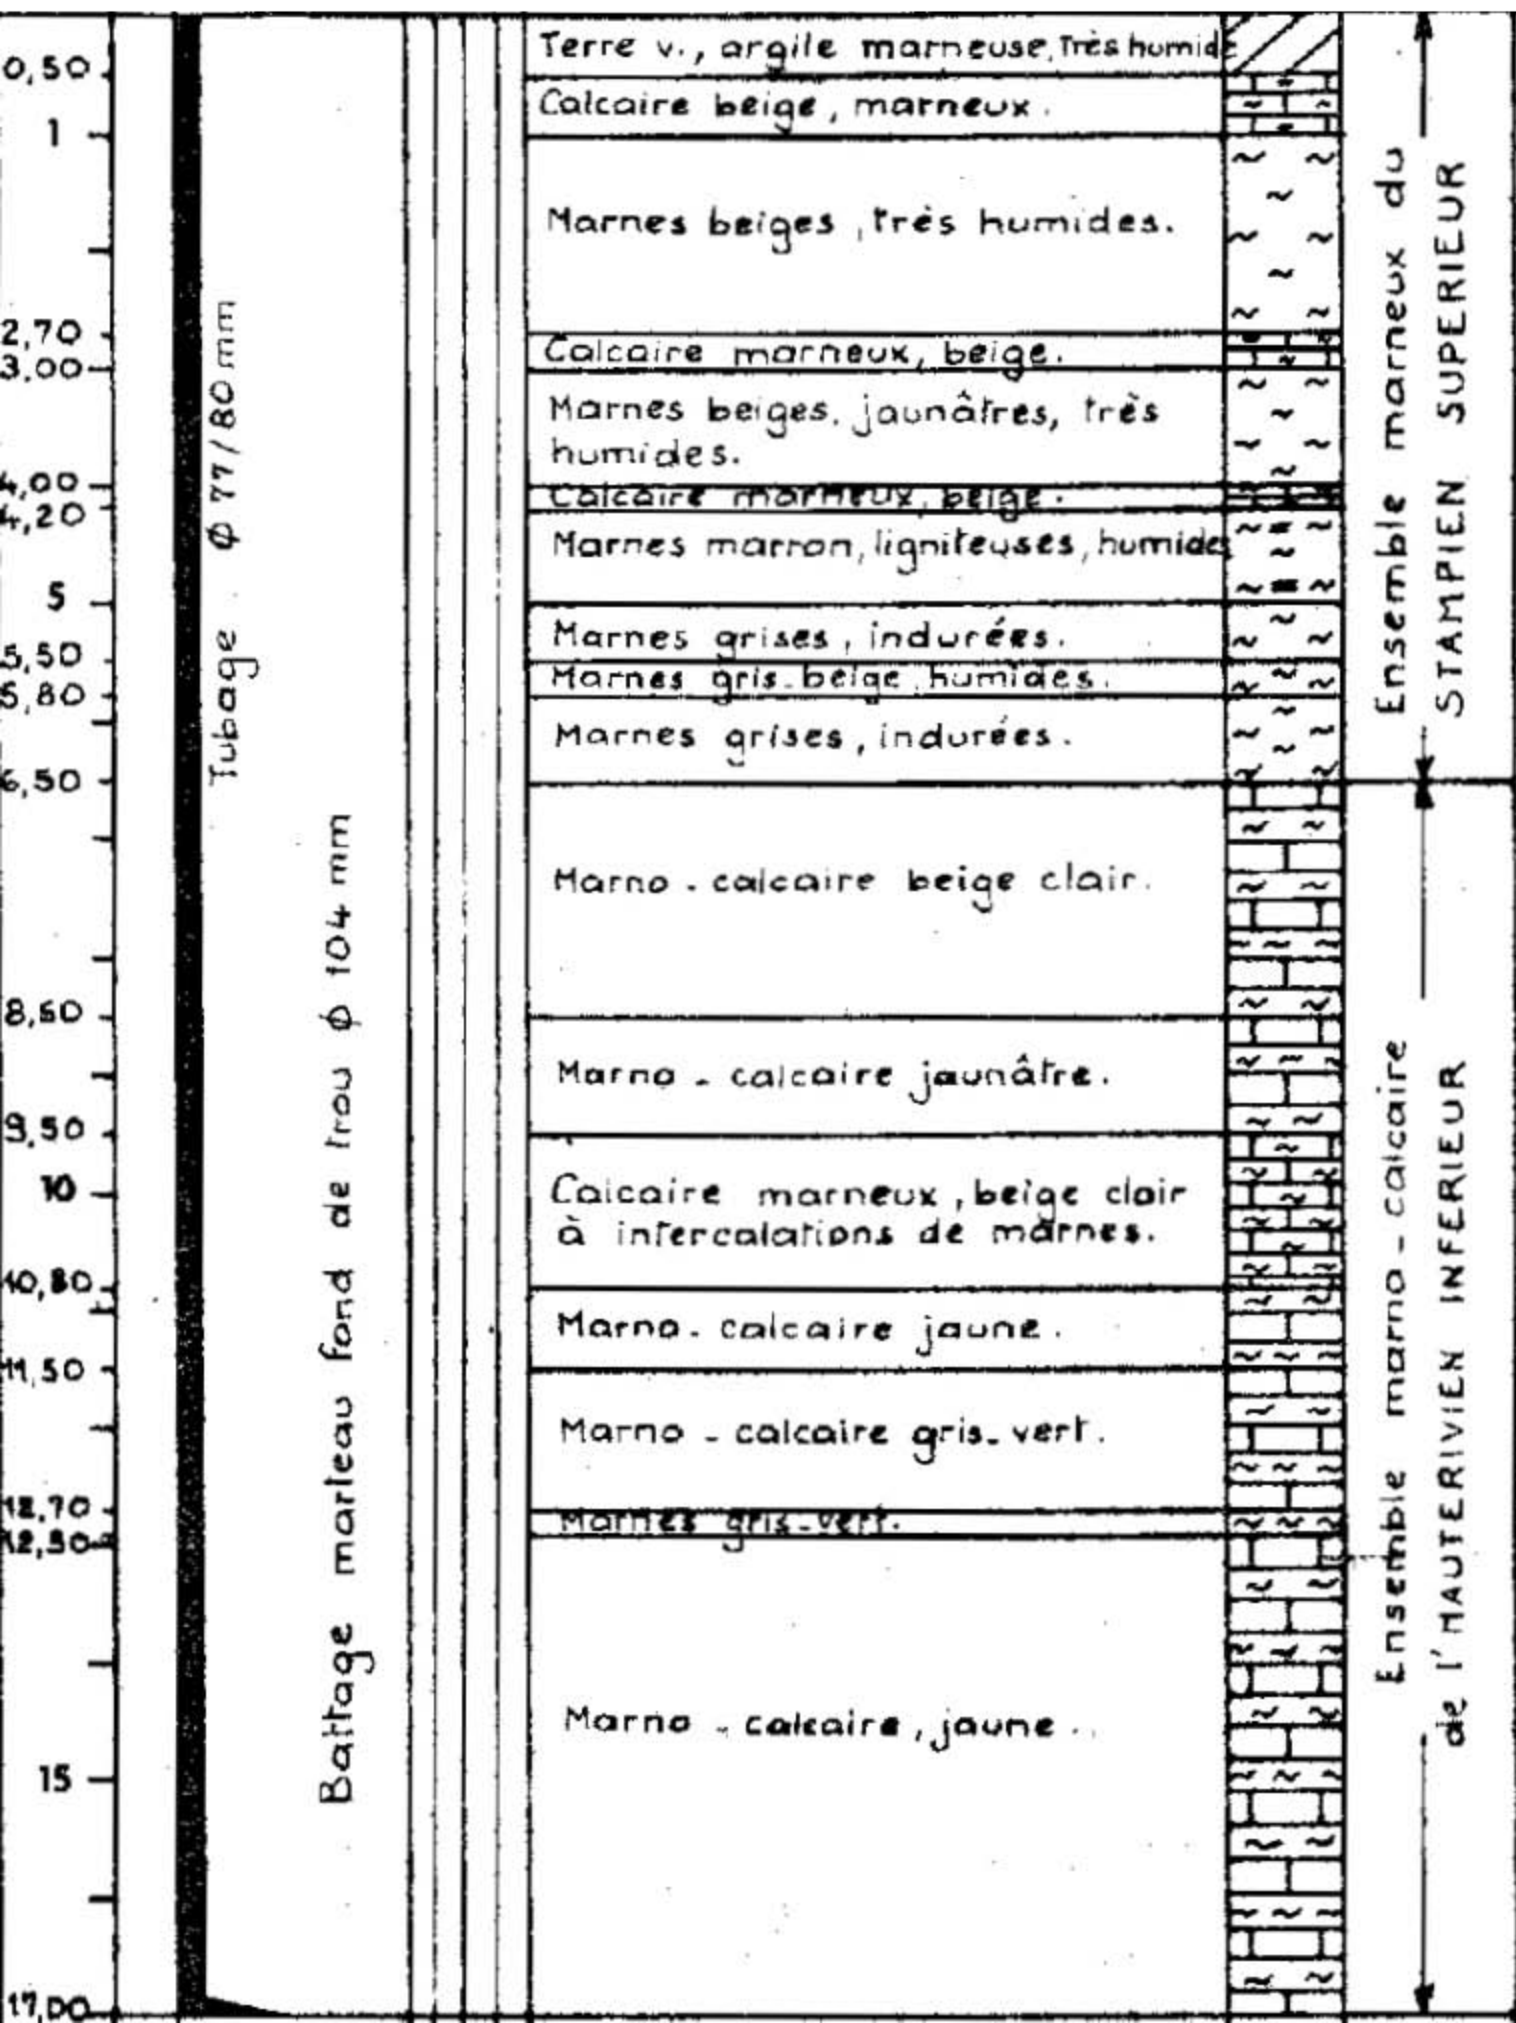 Terre v., argile marneuse, Très humide
0,50
Calcaire beige, marneux.
1
Marnes beiges, très humides.
2,70
Calcaire marneux, beige.
3.00
Marnes beiges. jaunâtres, très
humides.
4,00
Calcaire marneux, beige.
4,20
Marnes marron, ligniteuses, humide
5
Marnes grises, indurées.
5,50
Marnes gris-beige, humides.
5,80
Marnes grises, indurées.
6,50
Marno-calcaire beige clair.
8,50
Marno-calcaire jaunâtre.
9,50
10
Calcaire marneux, beige clair
à intercalations de marnes.
10,80
Marno-calcaire jaune.
11,50
Marno-calcaire gris-vert.
12,70
Marnes gris-vert.
Marno-calcaire, jaune.
15
17,00
Tubage φ 77/80 mm
Battage marteau fond de trou φ 104 mm
Ensemble marneux du
STAMPIEN SUPERIEUR
Ensemble marno-calcaire
de l'HAUTERIVIEN INFERIEUR